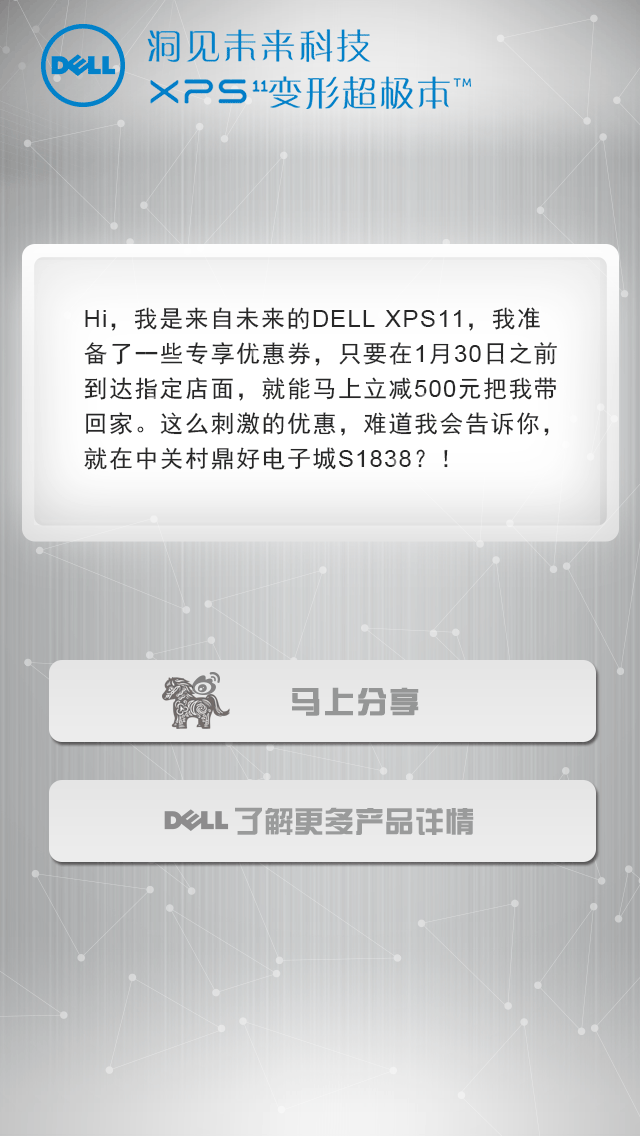 DELL
洞见未来科技
XPS¹¹变形超极本™
Hi，我是来自未来的DELL XPS11，我准
备了一些专享优惠券，只要在1月30日之前
到达指定店面，就能马上立减500元把我带
回家。这么刺激的优惠，难道我会告诉你，
就在中关村鼎好电子城S1838？！
马上分享
DELL了解更多产品详情